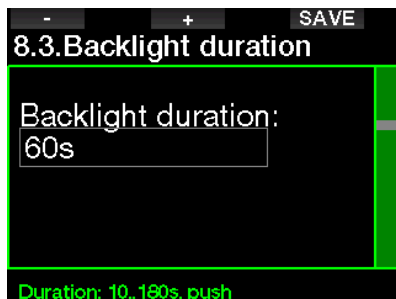 - + SAVE
8.3.Backlight duration
Backlight duration:
60s
Duration: 10..180s, push